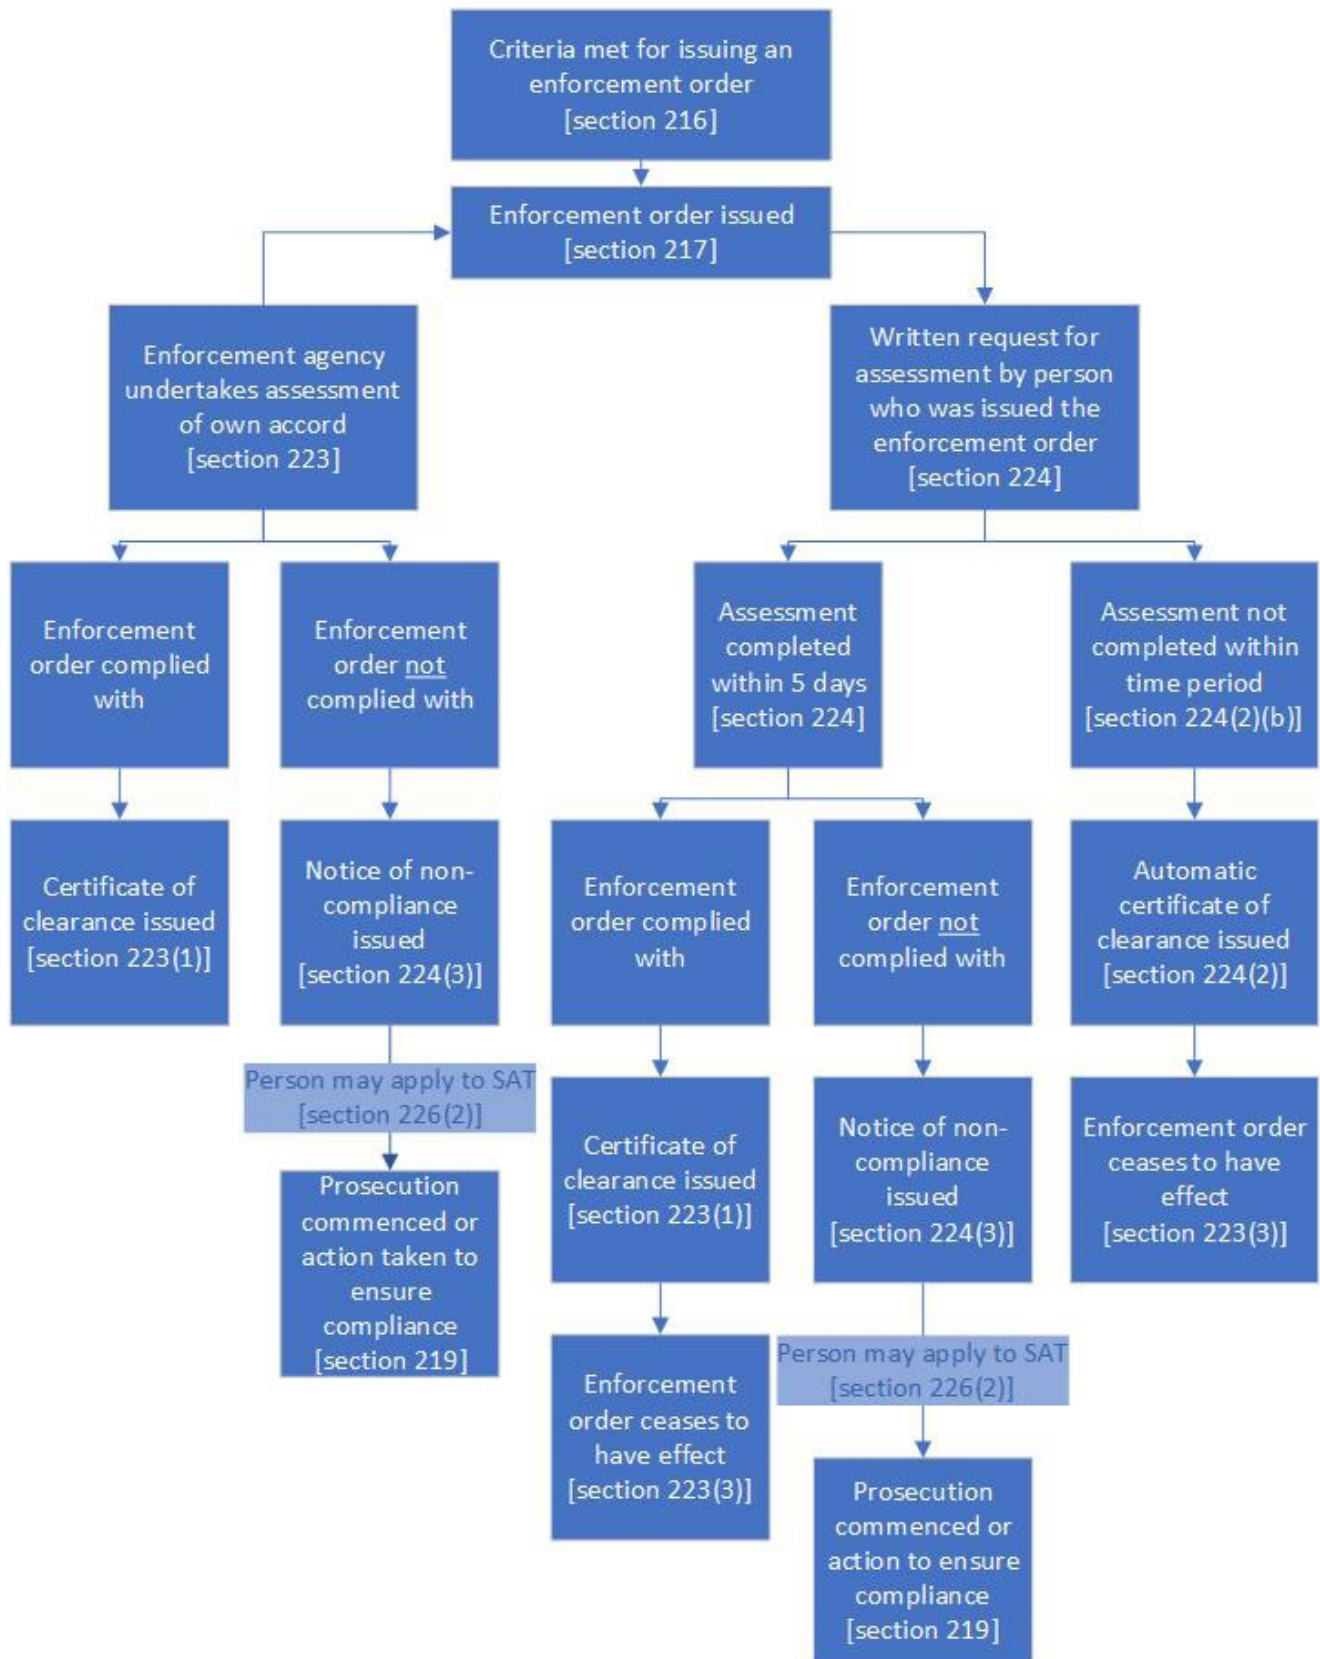 Criteria met for issuing an
enforcement order
[section 216]
Enforcement order issued
[section 217]
Enforcement agency
undertakes assessment
of own accord
[section 223]
Written request for
assessment by person
who was issued the
enforcement order
[section 224]
Enforcement
order complied
with
Enforcement
order not
complied with
Assessment
completed
within 5 days
[section 224]
Assessment not
completed within
time period
[section 224(2)(b)]
Certificate of
clearance issued
[section 223(1)]
Notice of non-
compliance
issued
[section 224(3)]
Enforcement
order complied
with
Enforcement
order not
complied with
Automatic
certificate of
clearance issued
[section 224(2)]
Person may apply to SAT
[section 226(2)]
Prosecution
commenced or
action taken to
ensure
compliance
[section 219]
Certificate of
clearance issued
[section 223(1)]
Notice of non-
compliance
issued
[section 224(3)]
Enforcement order
ceases to have
effect
[section 223(3)]
Enforcement
order ceases to
have effect
[section 223(3)]
Person may apply to SAT
[section 226(2)]
Prosecution
commenced or
action to ensure
compliance
[section 219]